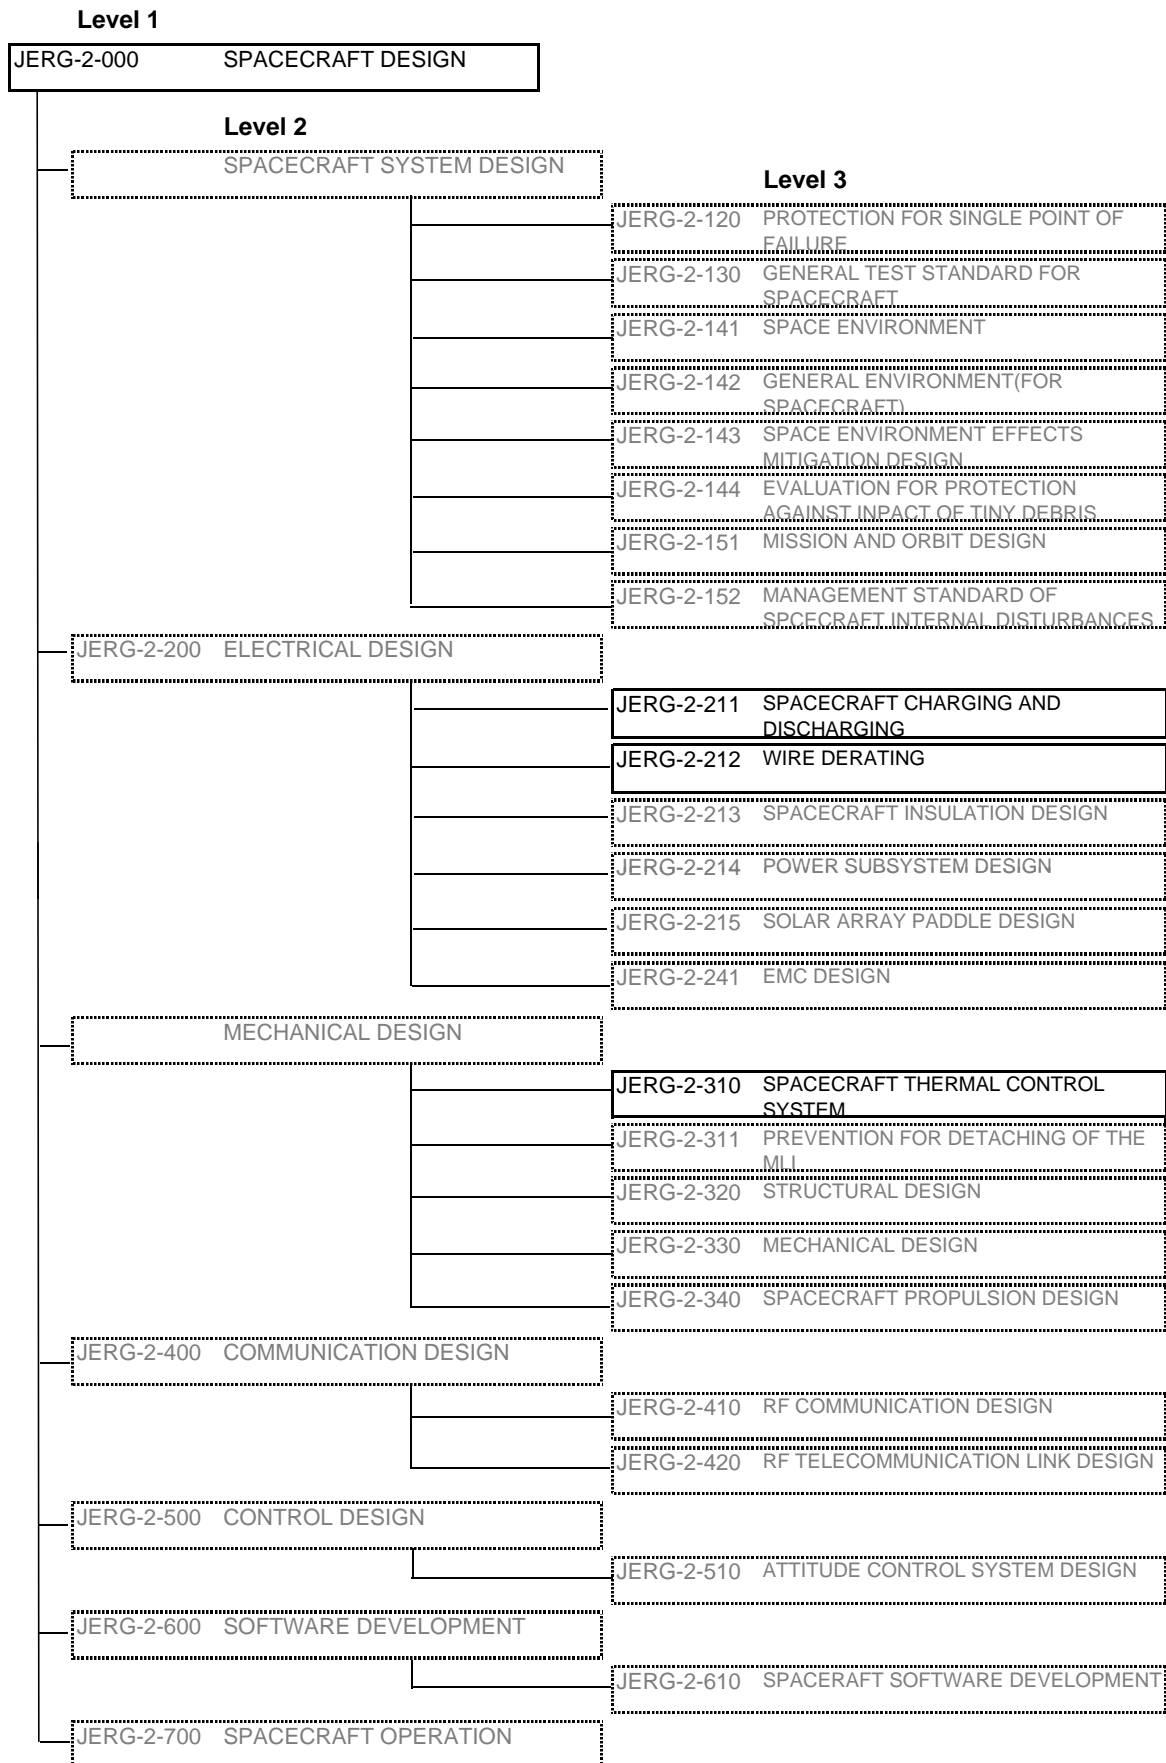 Level 1
JERG-2-000 SPACECRAFT DESIGN
Level 2
SPACECRAFT SYSTEM DESIGN
Level 3
JERG-2-120 PROTECTION FOR SINGLE POINT OF
FAILURE
JERG-2-130 GENERAL TEST STANDARD FOR
SPACECRAFT
JERG-2-141 SPACE ENVIRONMENT
JERG-2-142 GENERAL ENVIRONMENT(FOR
SPACECRAFT)
JERG-2-143 SPACE ENVIRONMENT EFFECTS
MITIGATION DESIGN
JERG-2-144 EVALUATION FOR PROTECTION
AGAINST INPACT OF TINY DEBRIS
JERG-2-151 MISSION AND ORBIT DESIGN
JERG-2-152 MANAGEMENT STANDARD OF
SPCECRAFT INTERNAL DISTURBANCES
JERG-2-200 ELECTRICAL DESIGN
JERG-2-211 SPACECRAFT CHARGING AND
DISCHARGING
JERG-2-212 WIRE DERATING
JERG-2-213 SPACECRAFT INSULATION DESIGN
JERG-2-214 POWER SUBSYSTEM DESIGN
JERG-2-215 SOLAR ARRAY PADDLE DESIGN
JERG-2-241 EMC DESIGN
MECHANICAL DESIGN
JERG-2-310 SPACECRAFT THERMAL CONTROL
SYSTEM
JERG-2-311 PREVENTION FOR DETACHING OF THE
MLI
JERG-2-320 STRUCTURAL DESIGN
JERG-2-330 MECHANICAL DESIGN
JERG-2-340 SPACECRAFT PROPULSION DESIGN
JERG-2-400 COMMUNICATION DESIGN
JERG-2-410 RF COMMUNICATION DESIGN
JERG-2-420 RF TELECOMMUNICATION LINK DESIGN
JERG-2-500 CONTROL DESIGN
JERG-2-510 ATTITUDE CONTROL SYSTEM DESIGN
JERG-2-600 SOFTWARE DEVELOPMENT
JERG-2-610 SPACERAFT SOFTWARE DEVELOPMENT
JERG-2-700 SPACECRAFT OPERATION